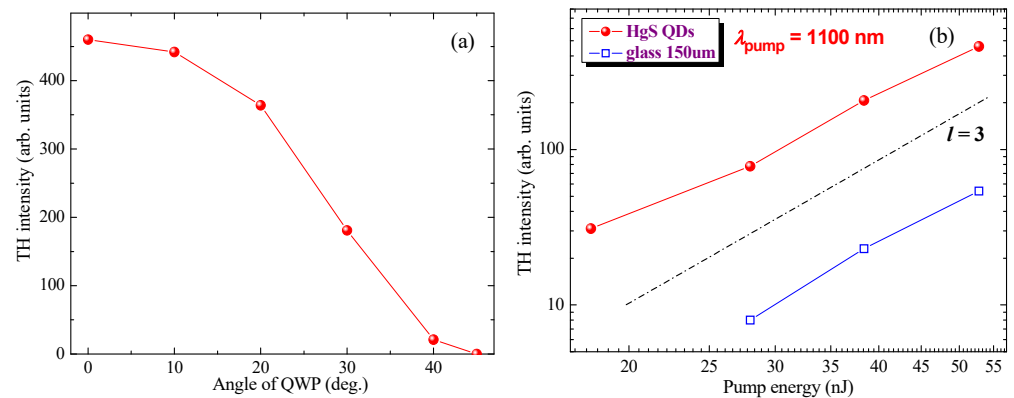 (a)
TH intensity (arb. units)
400
300
200
100
0
0 10 20 30 40
Angle of QWP (deg.)
(b)
HgS QDs
glass 150um
λpump = 1100 nm
l = 3
TH intensity (arb. units)
100
10
20 25 30 35 40 45 50 55
Pump energy (nJ)